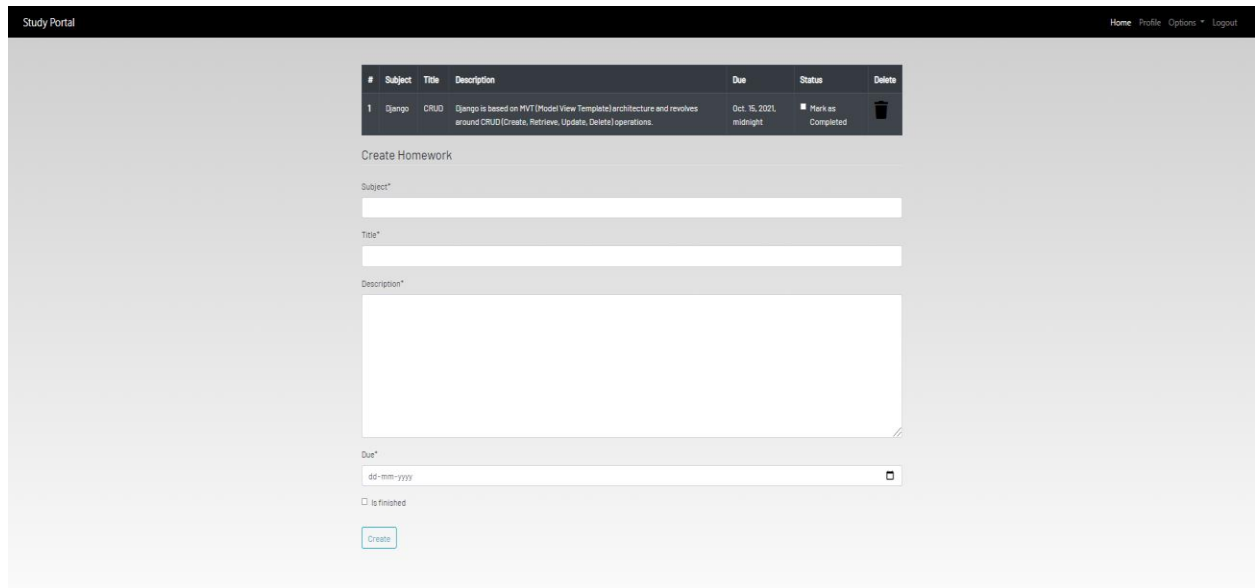 Study Portal
Home Profile Options Logout
# Subject Title Description Due Status Delete
1 Django CRUD Django is based on MVT (Model View Template) architecture and revolves Oct. 15, 2021, Mark as
around CRUD (Create, Retrieve, Update, Delete) operations. midnight Completed
Create Homework
Subject*
Title*
Description*
Due*
dd-mm-yyyy
Is finished
Create